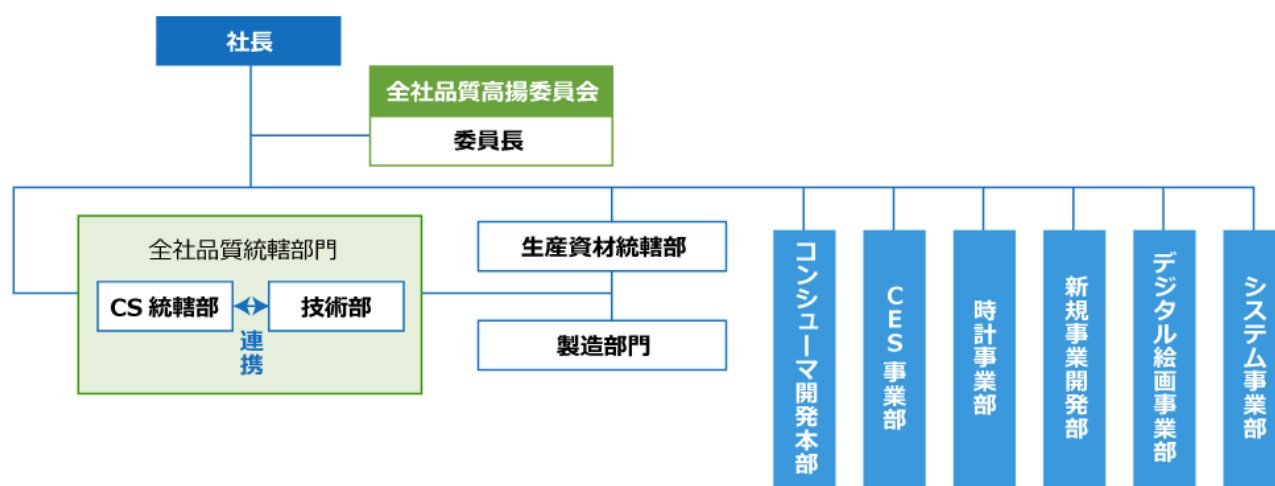 社長
全社品質高揚委員会
委員長
全社品質統轄部門
CS 統轄部
技術部
連携
生産資材統轄部
製造部門
コンシューマ開発本部
CES 事業部
時計事業部
新規事業開発部
デジタル絵画事業部
システム事業部